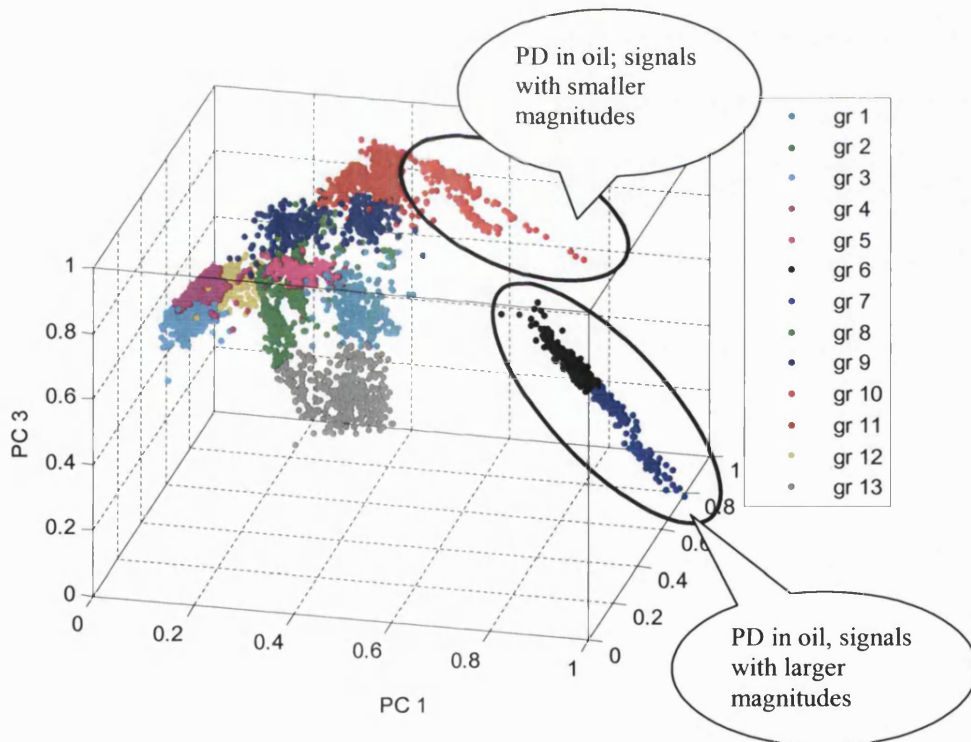 PD in oil; signals
with smaller
magnitudes
gr 1
gr 2
gr 3
gr 4
gr 5
gr 6
gr 7
gr 8
gr 9
gr 10
gr 11
gr 12
gr 13
1
0.8
0.6
0.4
0.2
0
PC 3
0
0.2
0.4
0.6
0.8
1
PC 1
0
0.2
0.4
0.6
0.8
1
PD in oil, signals
with larger
magnitudes